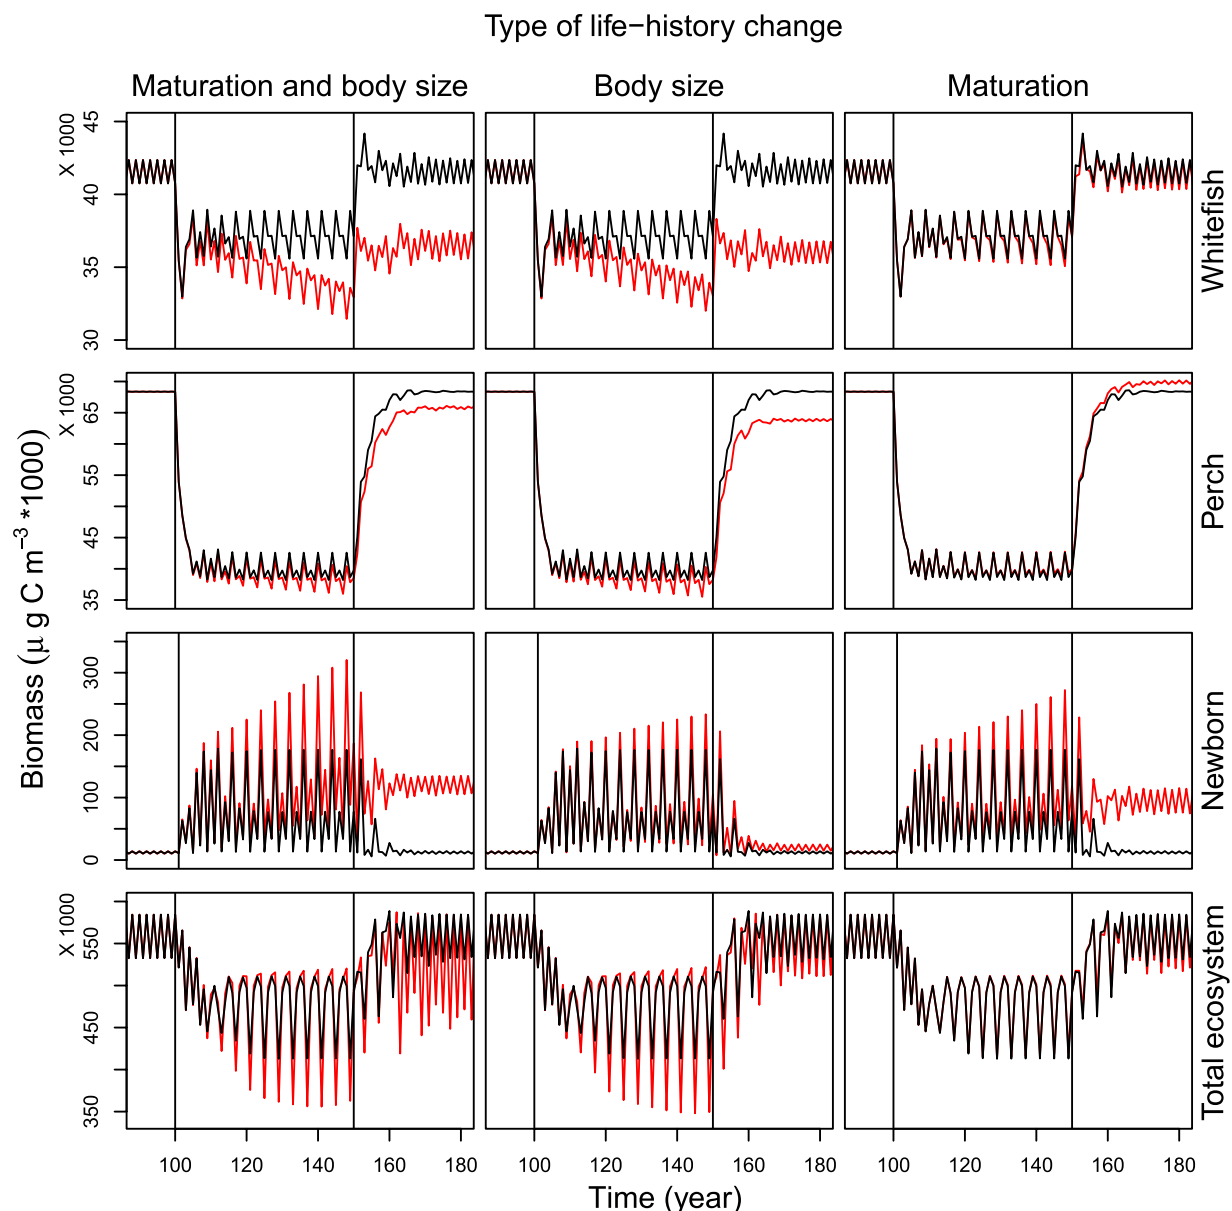 Type of life−history change
Maturation and body size
Body size
Maturation
X 1000
45
40
35
30
Whitefish
X 1000
65
55
45
35
Perch
300
200
100
0
Newborn
X 1000
550
450
350
Total ecosystem
Biomass (μ g C m⁻³ *1000)
100 120 140 160 180
100 120 140 160 180
100 120 140 160 180
Time (year)